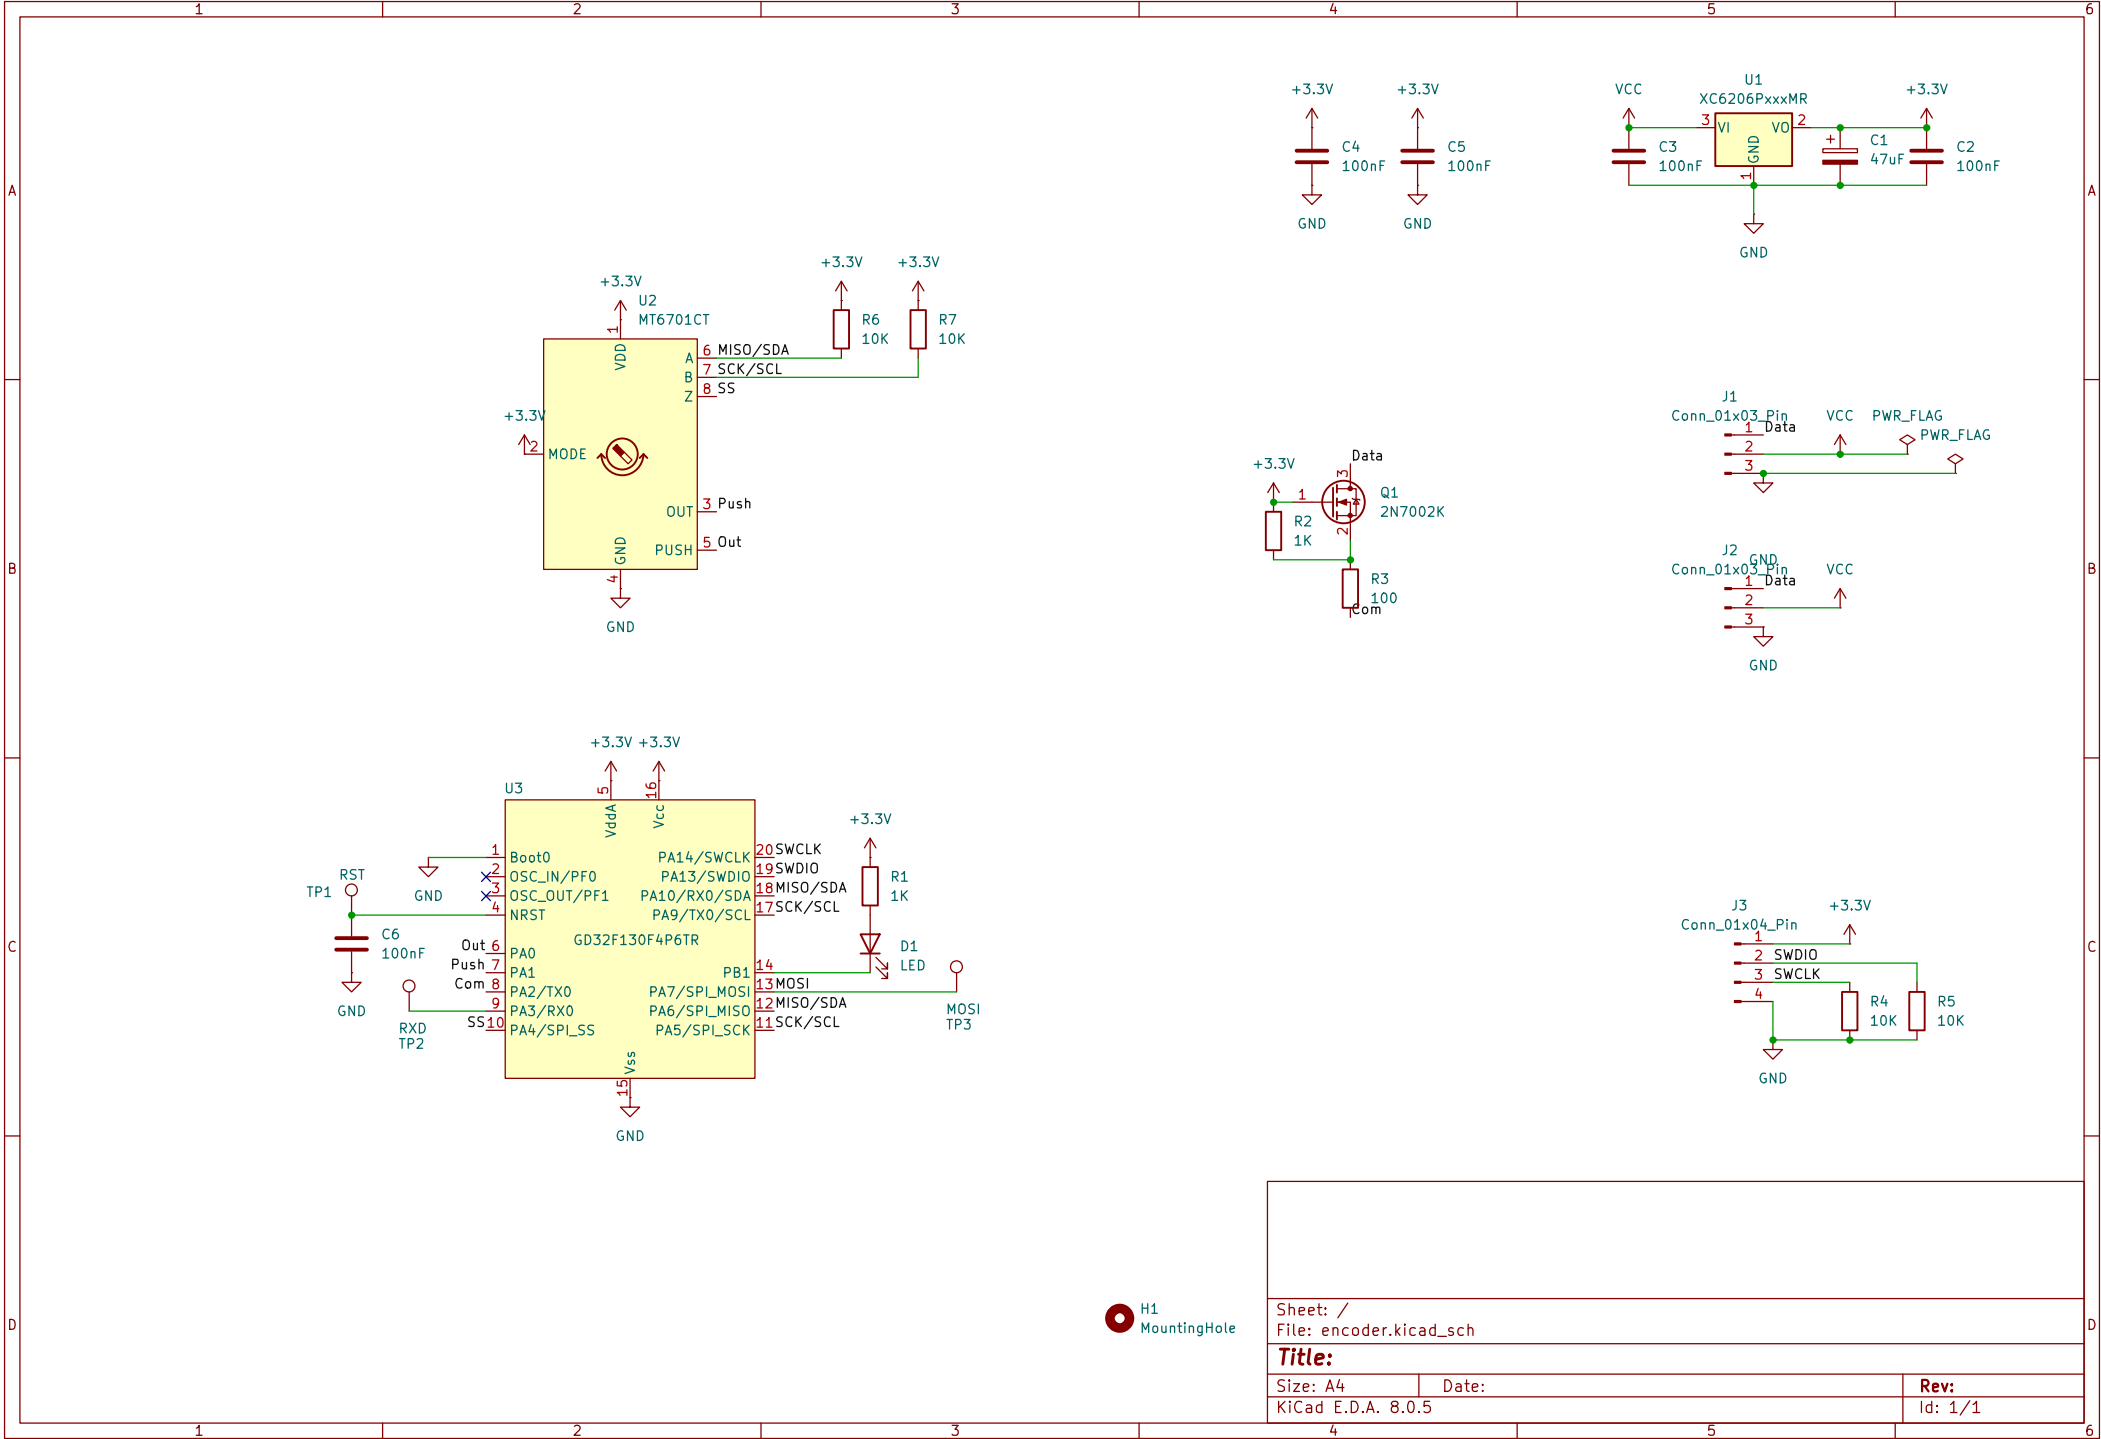 1 2 3 4 5 6
A
B
C
D
A
B
C
D
1 2 3 4 5 6
+3.3V
C4
100nF
GND
+3.3V
C5
100nF
GND
VCC
C3
100nF
U1
XC6206PxxxMR
3 VI
VO 2
GND
1
GND
C1
47uF
+3.3V
C2
100nF
+3.3V
U2
MT6701CT
1
VDD
+3.3V
2 MODE
A 6 MISO/SDA
B 7 SCK/SCL
Z 8 SS
OUT 3 Push
PUSH 5 Out
GND
4
GND
+3.3V
R6
10K
+3.3V
R7
10K
+3.3V
Data
3
1
Q1
2N7002K
2
R2
1K
R3
100
Com
J1
Conn_01x03_Pin
1 Data
2
3
VCC
PWR_FLAG
PWR_FLAG
GND
J2
Conn_01x03_Pin
1 Data
2
3
VCC
GND
+3.3V
+3.3V
U3
5
VddA
16
Vcc
1 Boot0
2 OSC_IN/PF0
3 OSC_OUT/PF1
4 NRST
GD32F130F4P6TR
Out 6 PA0
Push 7 PA1
Com 8 PA2/TX0
9 PA3/RX0
SS 10 PA4/SPI_SS
PA14/SWCLK 20 SWCLK
PA13/SWDIO 19 SWDIO
PA10/RX0/SDA 18 MISO/SDA
PA9/TX0/SCL 17 SCK/SCL
PB1 14
PA7/SPI_MOSI 13 MOSI
PA6/SPI_MISO 12 MISO/SDA
PA5/SPI_SCK 11 SCK/SCL
Vss
15
GND
GND
RST
TP1
C6
100nF
GND
RXD
TP2
+3.3V
R1
1K
D1
LED
MOSI
TP3
J3
Conn_01x04_Pin
+3.3V
1
2 SWDIO
3 SWCLK
4
R4
10K
R5
10K
GND
H1
MountingHole
Sheet: /
File: encoder.kicad_sch
Title:
Size: A4
Date:
Rev:
KiCad E.D.A. 8.0.5
Id: 1/1